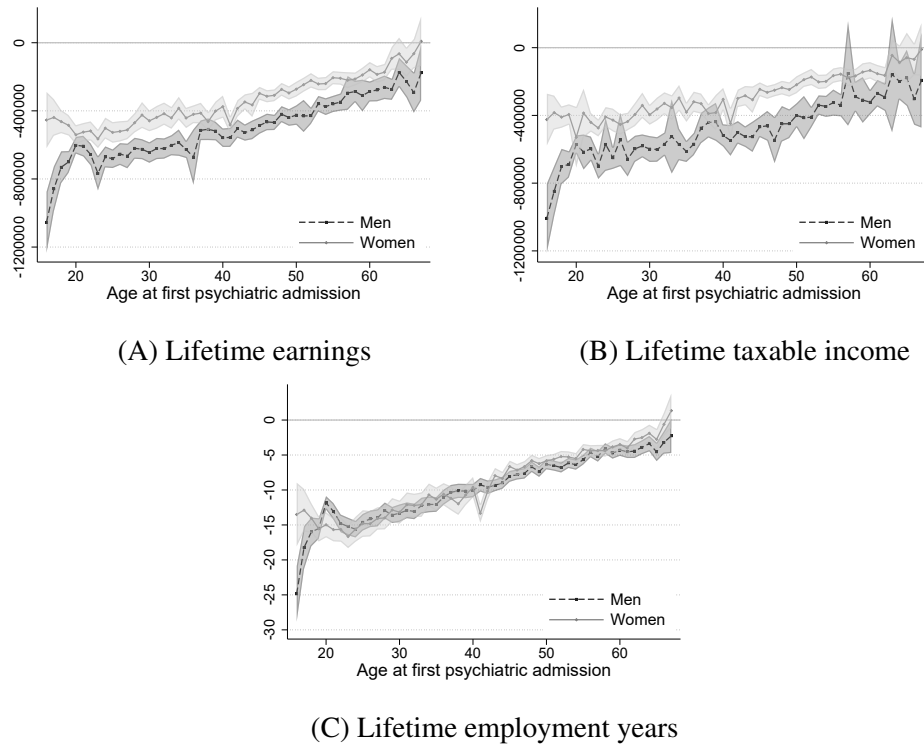 0
-400000
-800000
-1200000
Men
Women
20 30 40 50 60
Age at first psychiatric admission
(A) Lifetime earnings
0
-400000
-800000
-1200000
Men
Women
20 30 40 50 60
Age at first psychiatric admission
(B) Lifetime taxable income
0
-5
-10
-15
-20
-25
-30
Men
Women
20 30 40 50 60
Age at first psychiatric admission
(C) Lifetime employment years